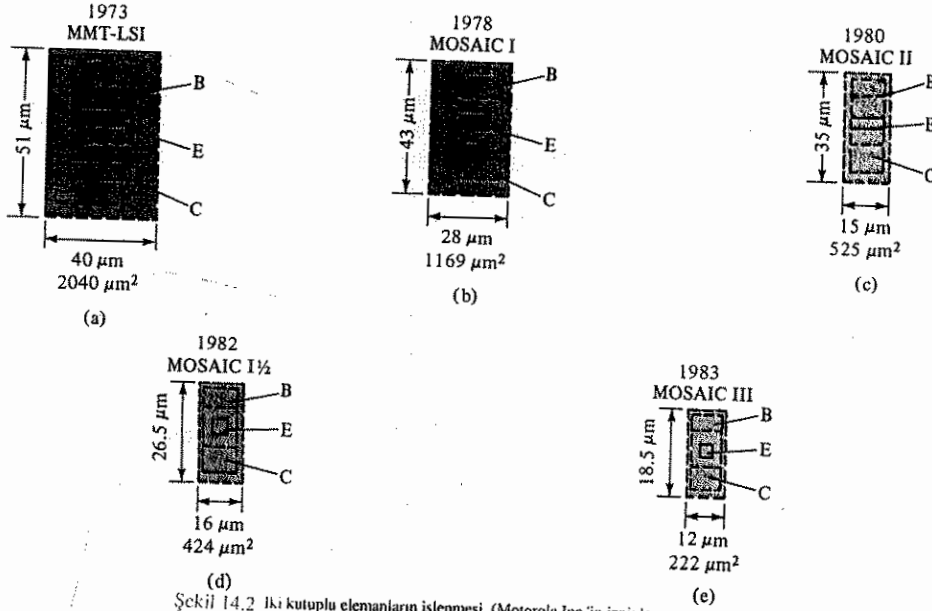 1973
MMT-LSI
51 μm
B
E
C
40 μm
2040 μm²
(a)
1978
MOSAIC I
43 μm
B
E
C
28 μm
1169 μm²
(b)
1980
MOSAIC II
35 μm
B
E
C
15 μm
525 μm²
(c)
1982
MOSAIC I½
26.5 μm
B
E
C
16 μm
424 μm²
(d)
1983
MOSAIC III
18.5 μm
B
E
C
12 μm
222 μm²
(e)
Şekil 14.2 İki kutuplu elemanların işlenmesi. (Motorola Inc.'in